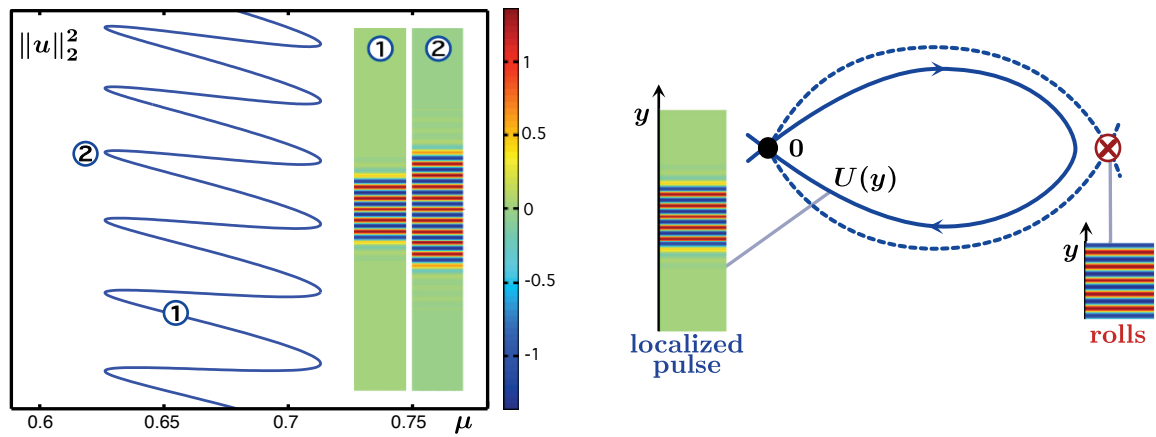 ‖u‖₂²
1
2
1
2
0.6
0.65
0.7
0.75
μ
1
0.5
0
-0.5
-1
y
0
U(y)
y
localized
pulse
rolls